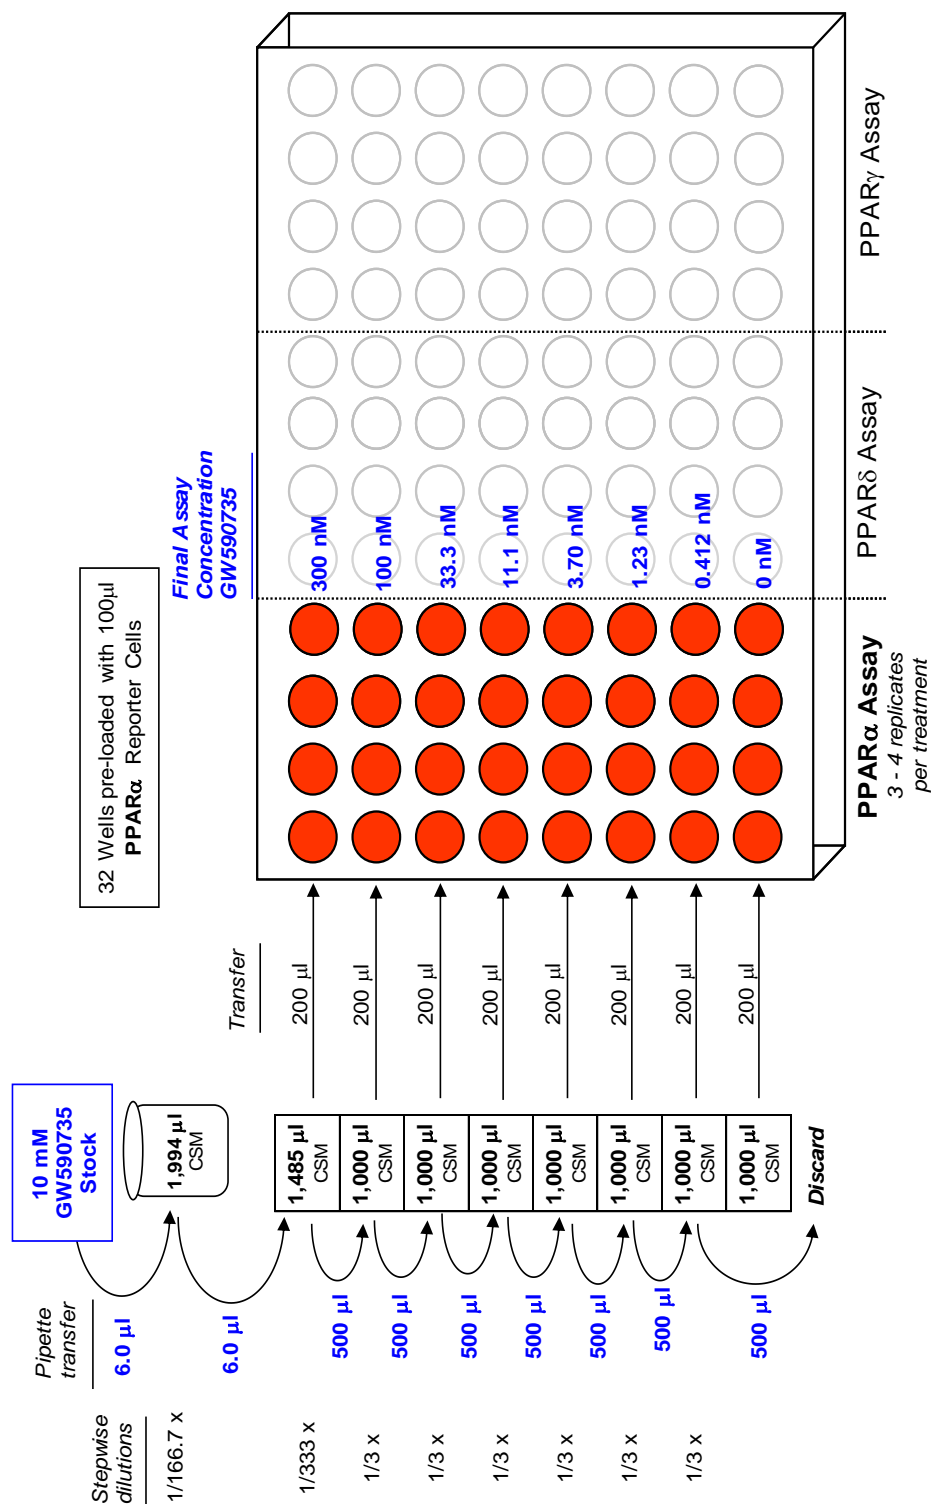 Stepwise
dilutions
1/166.7 x
1/333 x
1/3 x
1/3 x
1/3 x
1/3 x
1/3 x
1/3 x
Pipette
transfer
6.0 µl
6.0 µl
500 µl
500 µl
500 µl
500 µl
500 µl
500 µl
500 µl
10 mM
GW590735
Stock
1,994 µl
CSM
1,485 µl
CSM
1,000 µl
CSM
1,000 µl
CSM
1,000 µl
CSM
1,000 µl
CSM
1,000 µl
CSM
1,000 µl
CSM
1,000 µl
CSM
Discard
Transfer
200 µl
200 µl
200 µl
200 µl
200 µl
200 µl
200 µl
200 µl
32 Wells pre-loaded with 100µl
PPARα Reporter Cells
Final Assay
Concentration
GW590735
300 nM
100 nM
33.3 nM
11.1 nM
3.70 nM
1.23 nM
0.412 nM
0 nM
PPARα Assay
3 - 4 replicates
per treatment
PPARδ Assay
PPARγ Assay